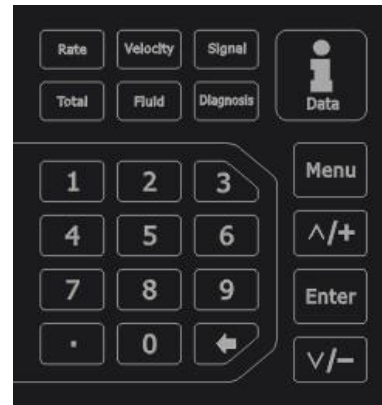 Rate Velocity Signal
Total Fluid Diagnosis Data
1 2 3 Menu
4 5 6 ∧/+
7 8 9 Enter
. 0 ← ∨/−